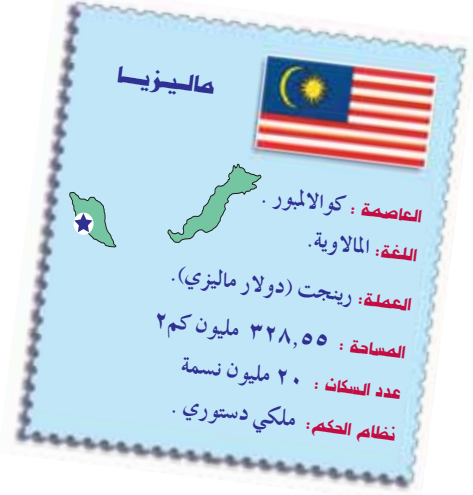 ماليزيا
العاصمة : كوالالمبور .
اللغة: المالاوية.
العملة: رينجت (دولار ماليزي).
المساحة : ٣٢٨,٥٥ مليون كم٢
عدد السكان : ٢٠ مليون نسمة
نظام الحكم: ملكي دستوري .